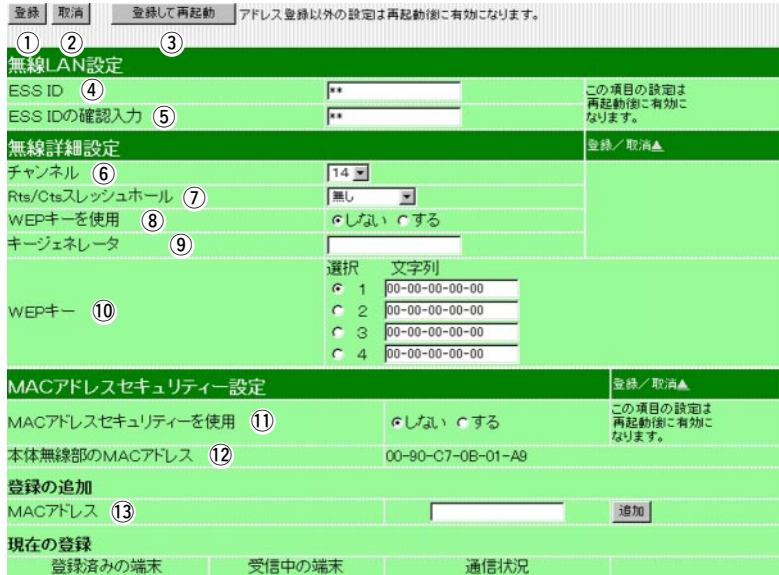 登録 取消 登録して再起動 アドレス登録以外の設定は再起動後に有効になります。
① ② ③
無線LAN設定
ESS ID ④ ** この項目の設定は
再起動後に有効に
なります。
ESS IDの確認入力 ⑤ **
無線詳細設定 登録／取消▲
チャンネル ⑥ 14
Rts/Ctsスレッシュホール ⑦ 無し
WEPキーを使用 ⑧ しない する
キージェネレータ ⑨
選択 文字列
WEPキー ⑩
1 00-00-00-00-00
2 00-00-00-00-00
3 00-00-00-00-00
4 00-00-00-00-00
MACアドレスセキュリティー設定 登録／取消▲
MACアドレスセキュリティーを使用 ⑪ しない する この項目の設定は
再起動後に有効に
なります。
本体無線部のMACアドレス ⑫ 00-90-C7-0B-01-A9
登録の追加
MACアドレス ⑬ 追加
現在の登録
登録済みの端末 受信中の端末 通信状況